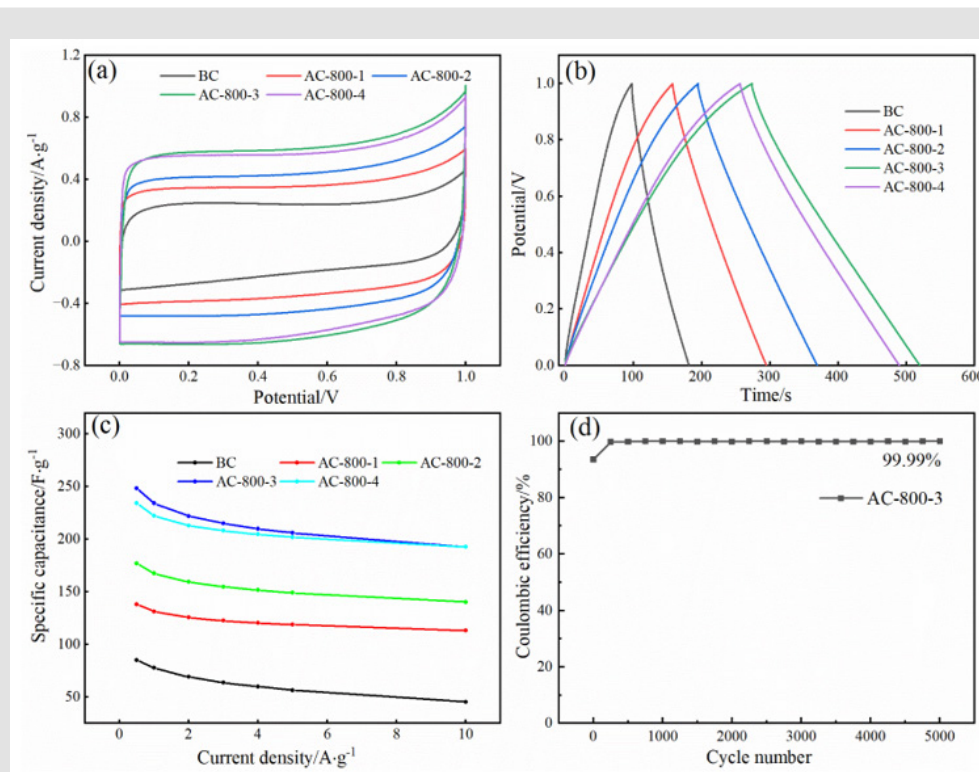 (a)
BC AC-800-1 AC-800-2
AC-800-3 AC-800-4
1.2
0.8
0.4
0.0
-0.4
-0.8
Current density/A·g⁻¹
0.0 0.2 0.4 0.6 0.8 1.0
Potential/V
(b)
BC
AC-800-1
AC-800-2
AC-800-3
AC-800-4
1.0
0.8
0.6
0.4
0.2
0.0
Potential/V
0 100 200 300 400 500 600
Time/s
(c)
BC AC-800-1 AC-800-2
AC-800-3 AC-800-4
300
250
200
150
100
50
Specific capacitance/F·g⁻¹
0 2 4 6 8 10
Current density/A·g⁻¹
(d)
99.99%
AC-800-3
100
80
60
40
20
0
Coulombic efficiency/%
0 1000 2000 3000 4000 5000
Cycle number